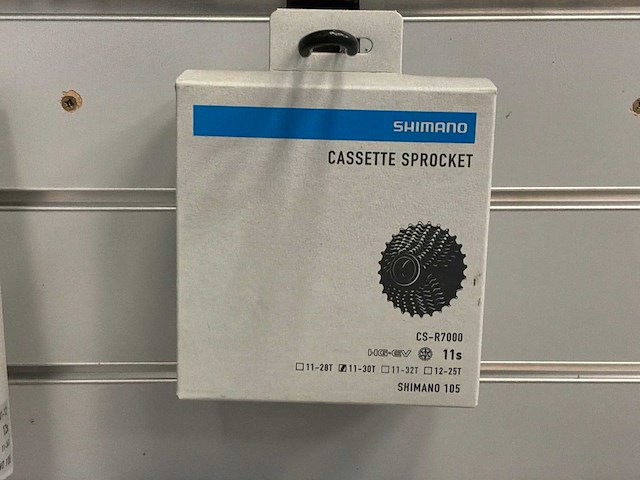 SHIMANO
CASSETTE SPROCKET
CS-R7000
HG-EV 11s
11-28T 11-30T 11-32T 12-25T
SHIMANO 105